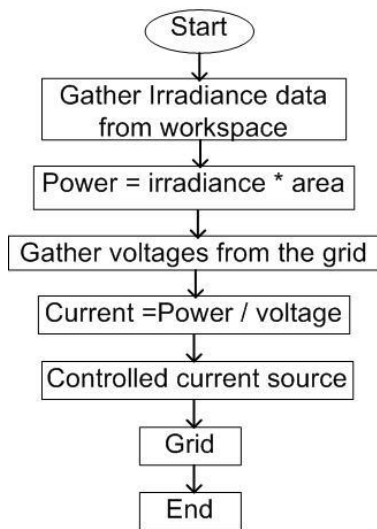 Start
Gather Irradiance data
from workspace
Power = irradiance * area
Gather voltages from the grid
Current =Power / voltage
Controlled current source
Grid
End